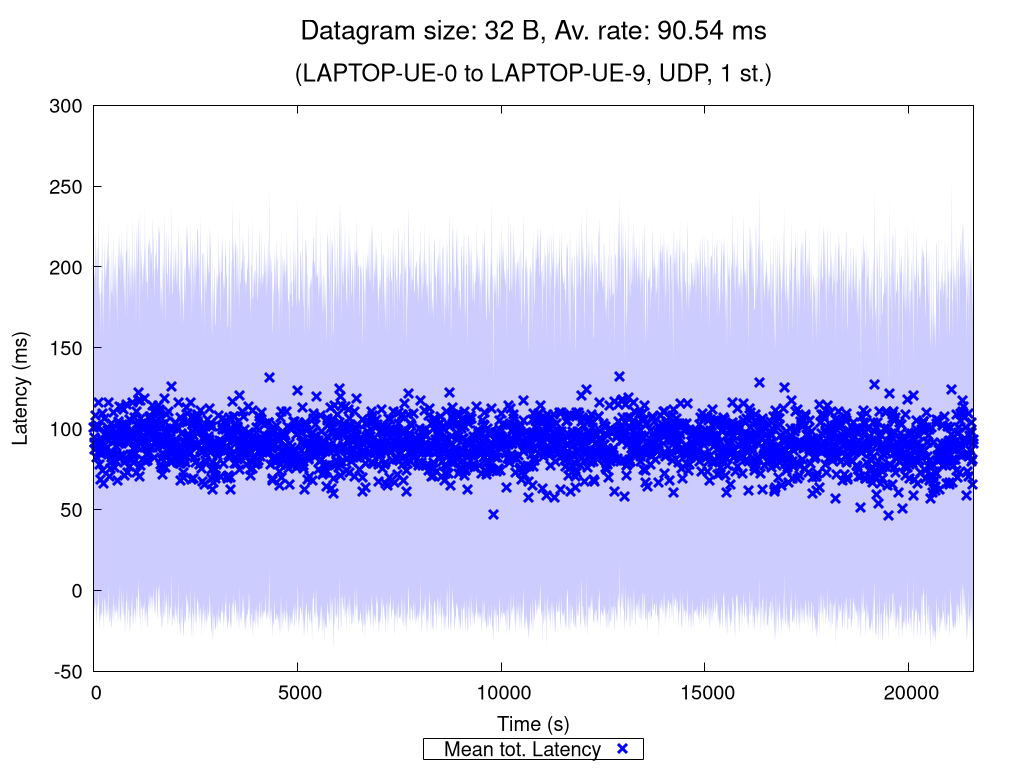 Datagram size: 32 B, Av. rate: 90.54 ms
(LAPTOP-UE-0 to LAPTOP-UE-9, UDP, 1 st.)
300
250
200
150
100
50
0
-50
Latency (ms)
0 5000 10000 15000 20000
Time (s)
Mean tot. Latency